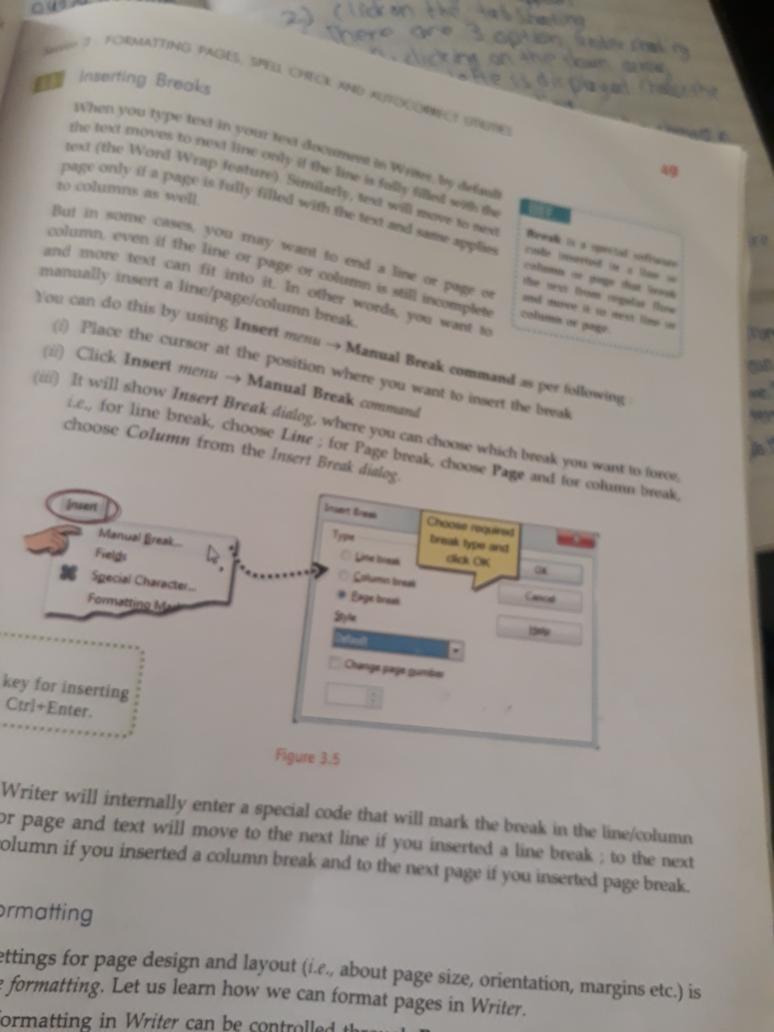 2) Click on the tab
There are 3 option
clicking on the down
is displayed
FORMATTING PAGES, SPELL CHECK AND AUTOCORRECT UTILITIES
49
Inserting Breaks
When you type text in your text document in Writer, by default
the text moves to next line only if the line is fully filled with the
text (the Word Wrap feature). Similarly, text will move to next
page only if a page is fully filled with the text and same applies
to columns as well.
But in some cases, you may want to end a line or page or
column, even if the line or page or column is still incomplete
and more text can fit into it. In other words, you want to
manually insert a line/page/column break.
Break is a special software
code inserted in a line or
column or page that
the text from regular flow
and move it to next line or
column or page.
You can do this by using Insert menu → Manual Break command as per following :
(i) Place the cursor at the position where you want to insert the break
(ii) Click Insert menu → Manual Break command
(iii) It will show Insert Break dialog, where you can choose which break you want to force,
i.e., for line break, choose Line ; for Page break, choose Page and for column break,
choose Column from the Insert Break dialog.
Insert
Manual Break...
Fields
Special Character...
Formatting
Insert Break
Type
Line break
Column break
Page break
Style
Default
Change page number
Choose required
break type and
click OK
OK
Cancel
Help
key for inserting
Ctrl+Enter.
Figure 3.5
Writer will internally enter a special code that will mark the break in the line/column
or page and text will move to the next line if you inserted a line break ; to the next
column if you inserted a column break and to the next page if you inserted page break.
ormatting
ettings for page design and layout (i.e., about page size, orientation, margins etc.) is
formatting. Let us learn how we can format pages in Writer.
ormatting in Writer can be controlled